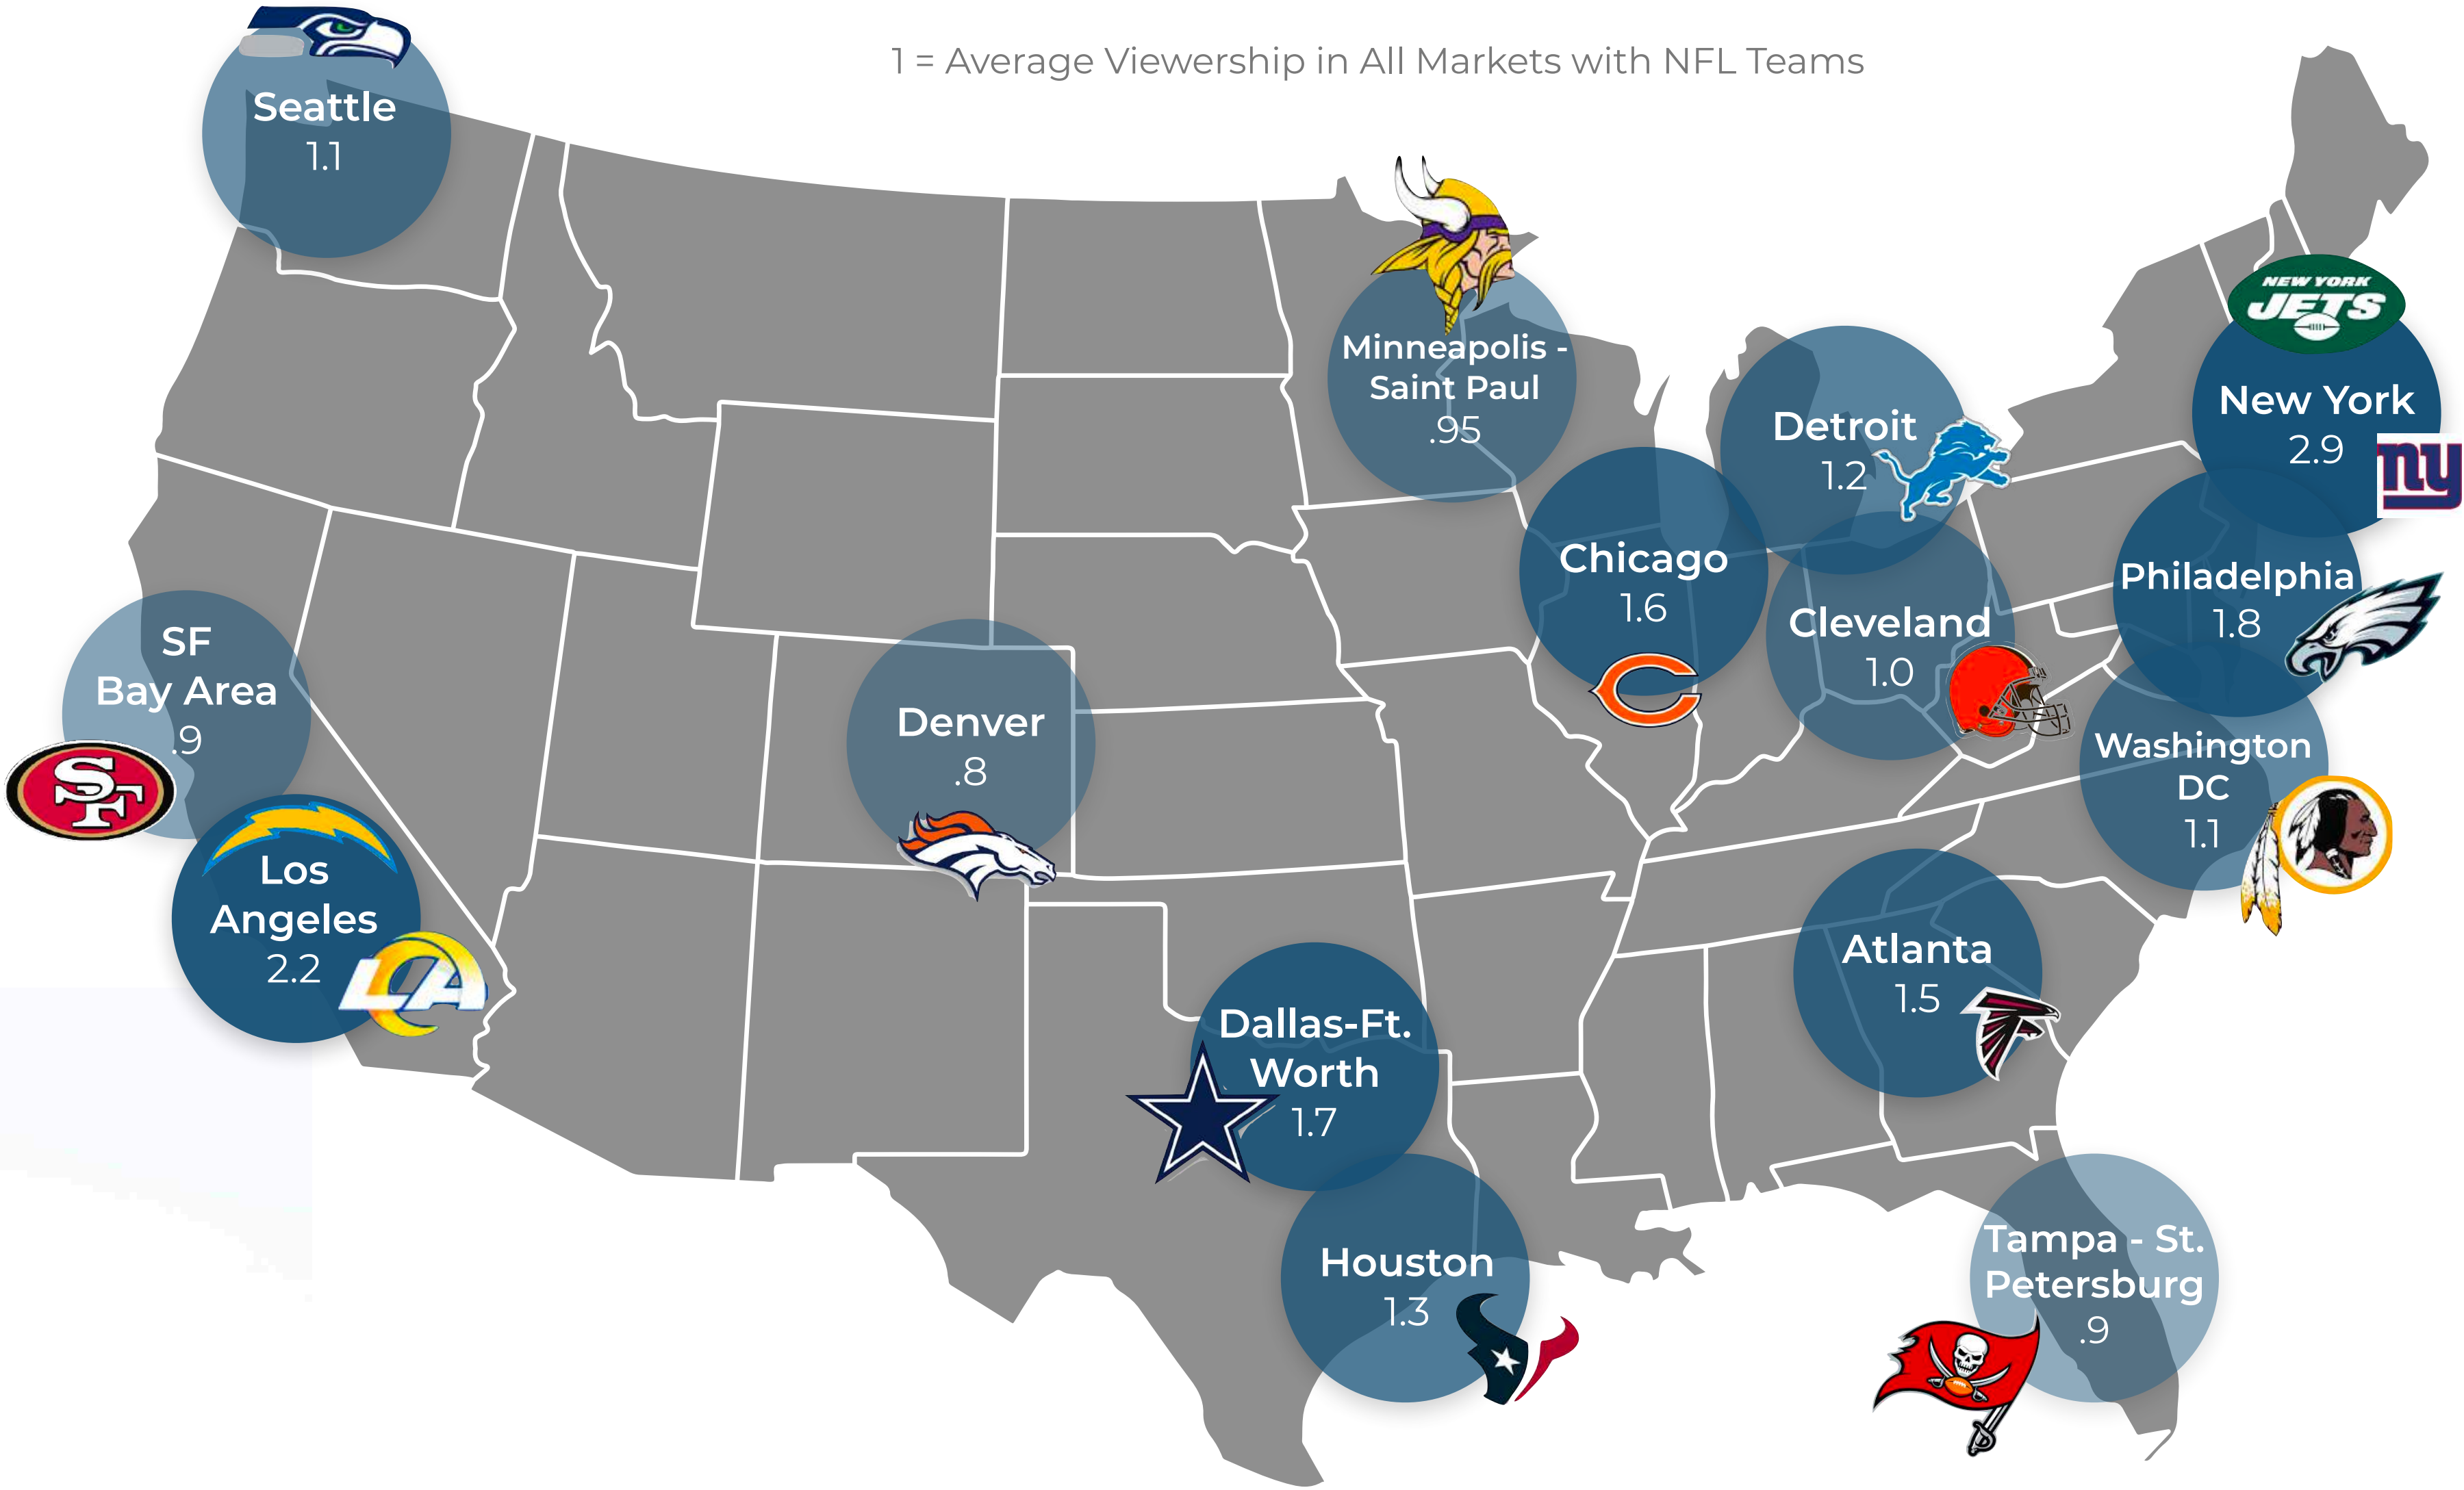 1 = Average Viewership in All Markets with NFL Teams
Seattle
1.1
Minneapolis -
Saint Paul
.95
NEW YORK
JETS
New York
2.9
ny
Detroit
1.2
Chicago
1.6
Cleveland
1.0
Philadelphia
1.8
Washington
DC
1.1
SF
Bay Area
.9
SF
Denver
.8
Los
Angeles
2.2
LA
Dallas-Ft.
Worth
1.7
Atlanta
1.5
Houston
1.3
Tampa - St.
Petersburg
.9